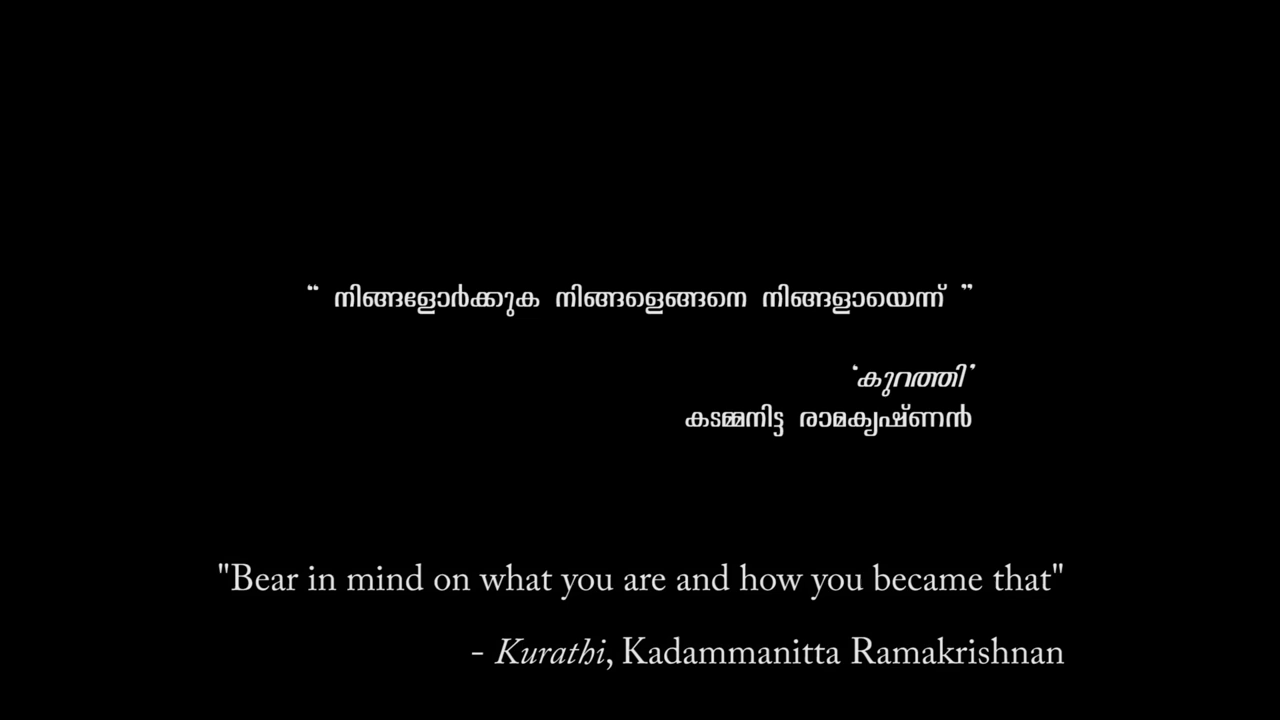 “ നിങ്ങളോർക്കുക നിങ്ങളെങ്ങനെ നിങ്ങളായെന്ന് ”
‘കുറത്തി’
കടമ്മനിട്ട രാമകൃഷ്ണൻ
"Bear in mind on what you are and how you became that"
- Kurathi, Kadammanitta Ramakrishnan